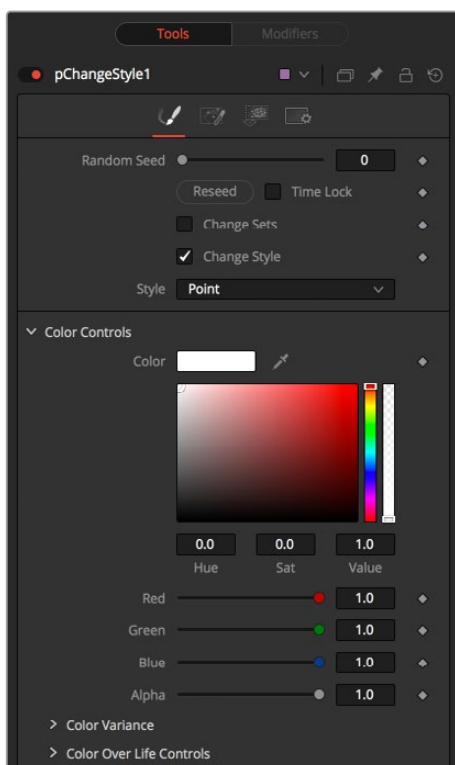 Tools Modifiers
pChangeStyle1
Random Seed 0
Reseed Time Lock
Change Sets
Change Style
Style Point
Color Controls
Color
0.0 0.0 1.0
Hue Sat Value
Red 1.0
Green 1.0
Blue 1.0
Alpha 1.0
Color Variance
Color Over Life Controls